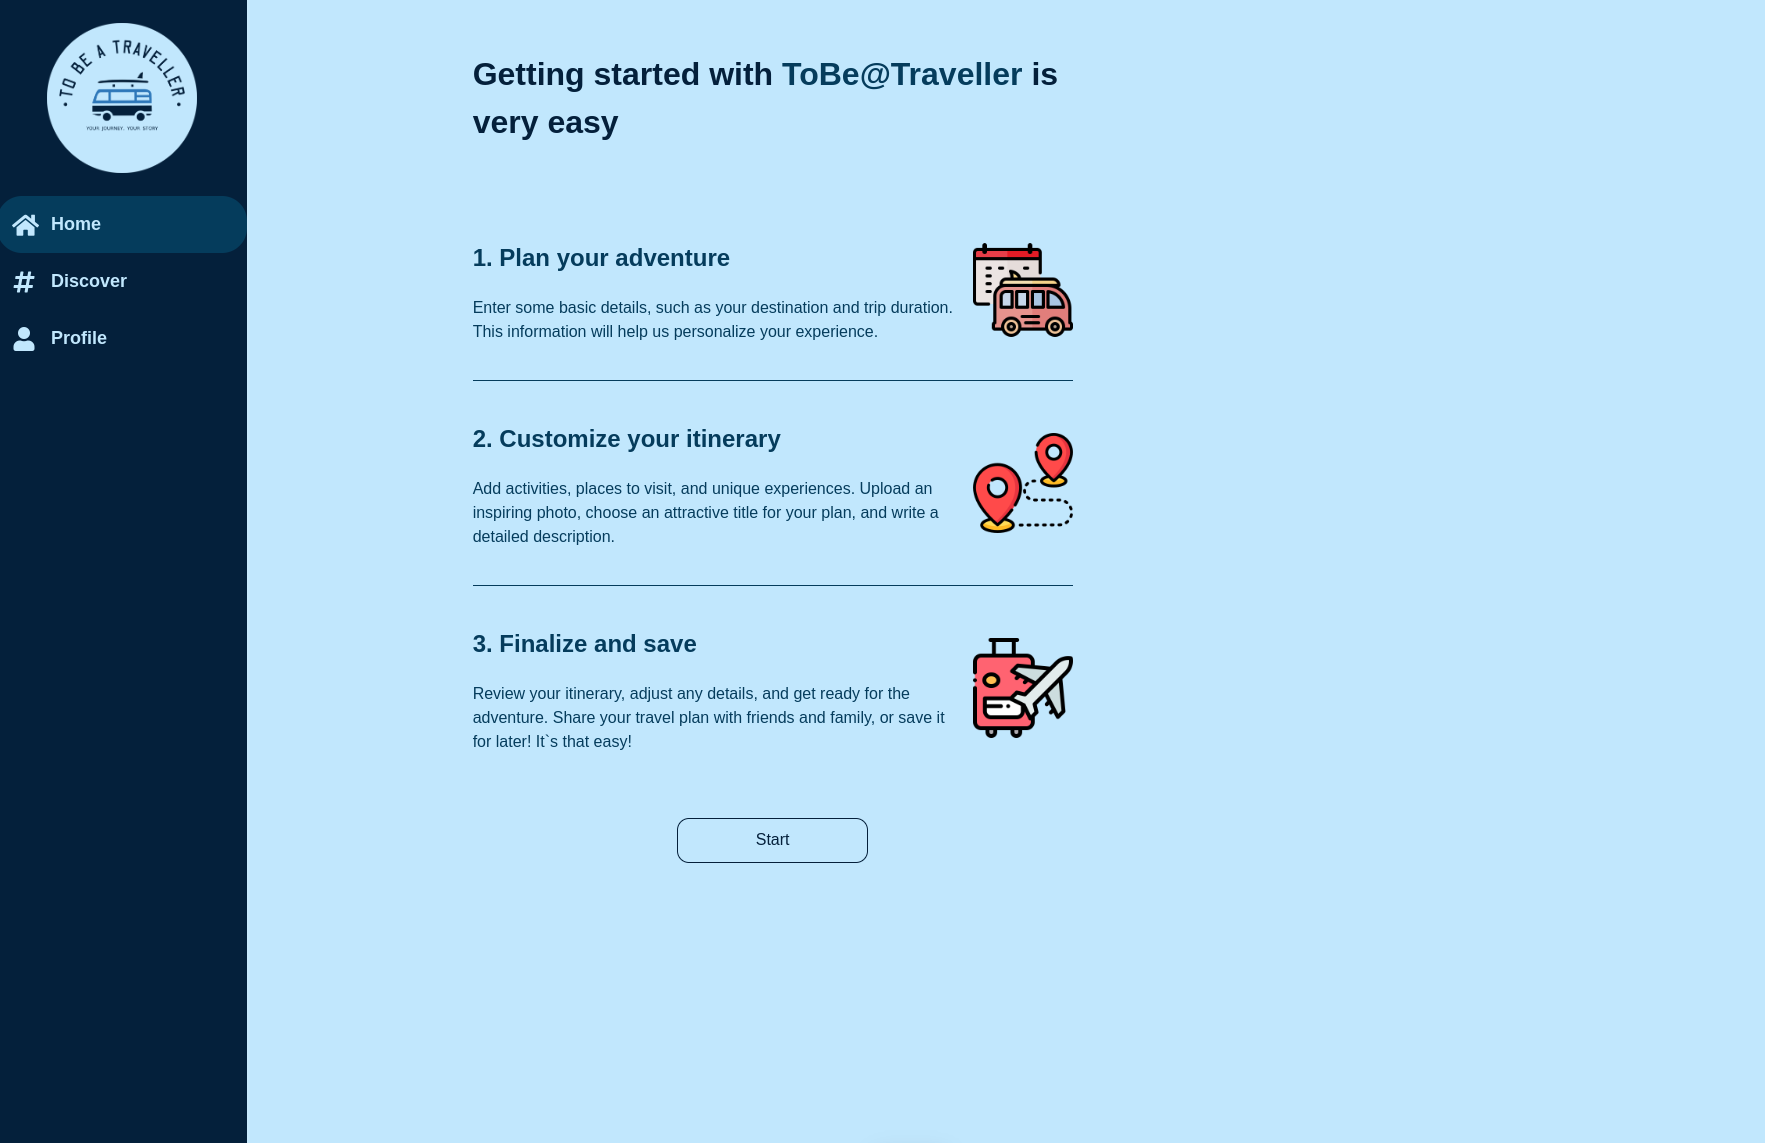 TO BE A TRAVELLER
YOUR JOURNEY, YOUR STORY
Home
Discover
Profile
Getting started with ToBe@Traveller is
very easy
1. Plan your adventure
Enter some basic details, such as your destination and trip duration.
This information will help us personalize your experience.
2. Customize your itinerary
Add activities, places to visit, and unique experiences. Upload an
inspiring photo, choose an attractive title for your plan, and write a
detailed description.
3. Finalize and save
Review your itinerary, adjust any details, and get ready for the
adventure. Share your travel plan with friends and family, or save it
for later! It`s that easy!
Start